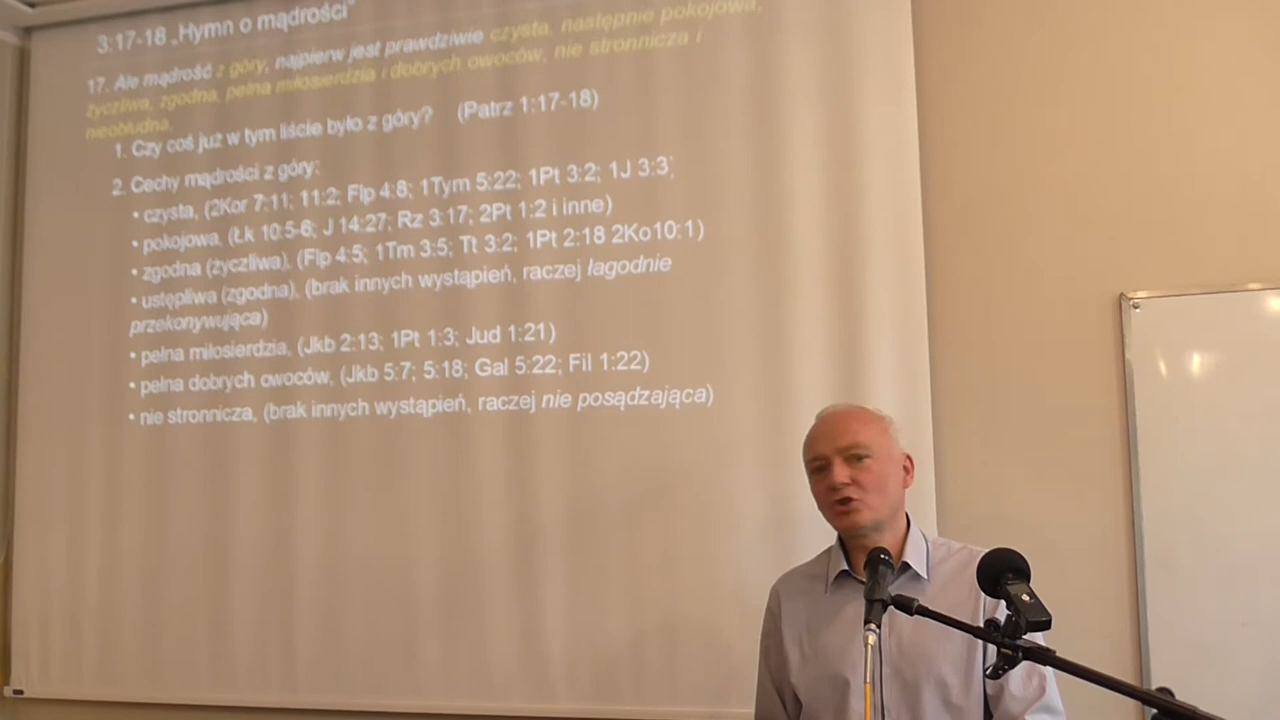 3:17-18 „Hymn o mądrości”
17. Ale mądrość z góry, najpierw jest prawdziwie czysta, następnie pokojowa,
życzliwa, zgodna, pełna miłosierdzia i dobrych owoców, nie stronnicza i
nieobłudna.
1. Czy coś już w tym liście było z góry? (Patrz 1:17-18)
2. Cechy mądrości z góry:
• czysta, (2Kor 7:11; 11:2; Flp 4:8; 1Tym 5:22; 1Pt 3:2; 1J 3:3;
• pokojowa, (Łk 10:5-6; J 14:27; Rz 3:17; 2Pt 1:2 i inne)
• zgodna (życzliwa), (Flp 4:5; 1Tm 3:5; Tt 3:2; 1Pt 2:18 2Ko10:1)
• ustępliwa (zgodna), (brak innych wystąpień, raczej łagodnie
przekonywująca)
• pełna miłosierdzia, (Jkb 2:13; 1Pt 1:3; Jud 1:21)
• pełna dobrych owoców, (Jkb 5:7; 5:18; Gal 5:22; Fil 1:22)
• nie stronnicza, (brak innych wystąpień, raczej nie posądzająca)